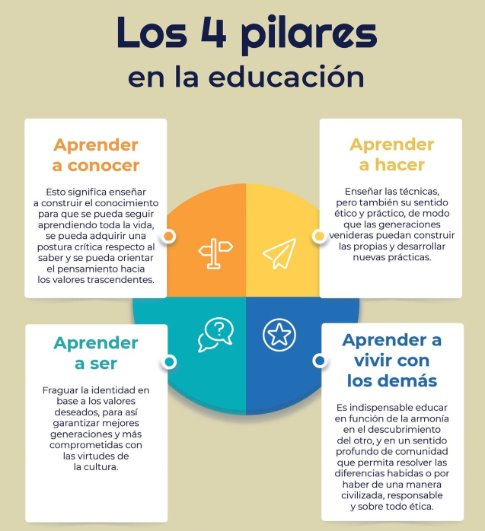 Los 4 pilares
en la educación
Aprender
a conocer
Esto significa enseñar
a construir el conocimiento
para que se pueda seguir
aprendiendo toda la vida,
se pueda adquirir una
postura crítica respecto al
saber y se pueda orientar
el pensamiento hacia
los valores trascendentes.
Aprender
a hacer
Enseñar las técnicas,
pero también su sentido
ético y práctico, de modo
que las generaciones
venideras puedan construir
las propias y desarrollar
nuevas prácticas.
Aprender
a ser
Fraguar la identidad en
base a los valores
deseados, para así
garantizar mejores
generaciones y más
comprometidas con
las virtudes de
la cultura.
Aprender a
vivir con
los demás
Es indispensable educar
en función de la armonía
en el descubrimiento
del otro, y en un sentido
profundo de comunidad
que permita resolver las
diferencias habidas o por
haber de una manera
civilizada, responsable
y sobre todo ética.